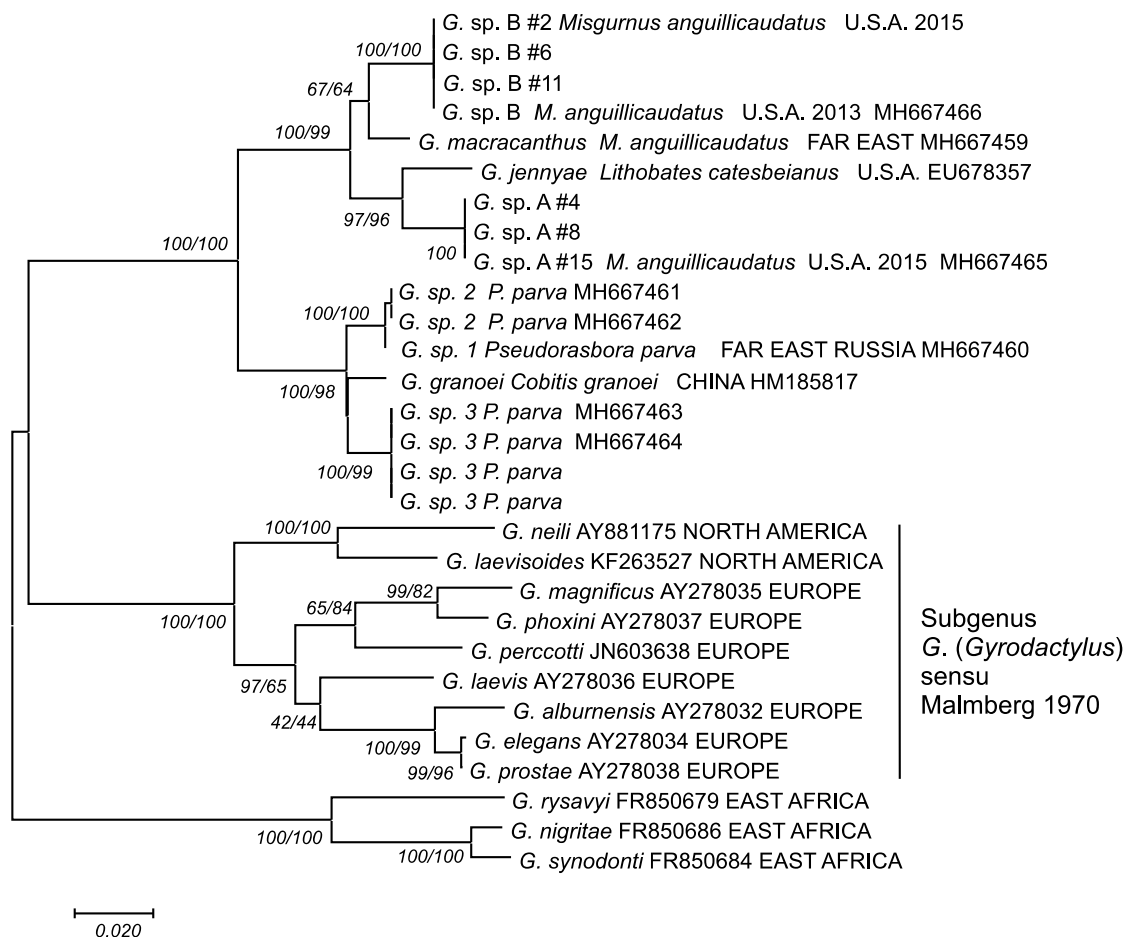 G. sp. B #2 Misgurnus anguillicaudatus U.S.A. 2015
100/100
G. sp. B #6
67/64
G. sp. B #11
G. sp. B M. anguillicaudatus U.S.A. 2013 MH667466
100/99
G. macracanthus M. anguillicaudatus FAR EAST MH667459
G. jennyae Lithobates catesbeianus U.S.A. EU678357
97/96
G. sp. A #4
G. sp. A #8
100/100
100
G. sp. A #15 M. anguillicaudatus U.S.A. 2015 MH667465
G. sp. 2 P. parva MH667461
100/100
G. sp. 2 P. parva MH667462
G. sp. 1 Pseudorasbora parva FAR EAST RUSSIA MH667460
100/98
G. granoei Cobitis granoei CHINA HM185817
G. sp. 3 P. parva MH667463
G. sp. 3 P. parva MH667464
100/99
G. sp. 3 P. parva
G. sp. 3 P. parva
100/100
G. neili AY881175 NORTH AMERICA
G. laevisoides KF263527 NORTH AMERICA
99/82
G. magnificus AY278035 EUROPE
100/100
65/84
G. phoxini AY278037 EUROPE
G. perccotti JN603638 EUROPE
97/65
G. laevis AY278036 EUROPE
42/44
G. alburnensis AY278032 EUROPE
100/99
G. elegans AY278034 EUROPE
99/96
G. prostae AY278038 EUROPE
Subgenus
G. (Gyrodactylus)
sensu
Malmberg 1970
G. rysavyi FR850679 EAST AFRICA
100/100
G. nigritae FR850686 EAST AFRICA
100/100
G. synodonti FR850684 EAST AFRICA
0.020